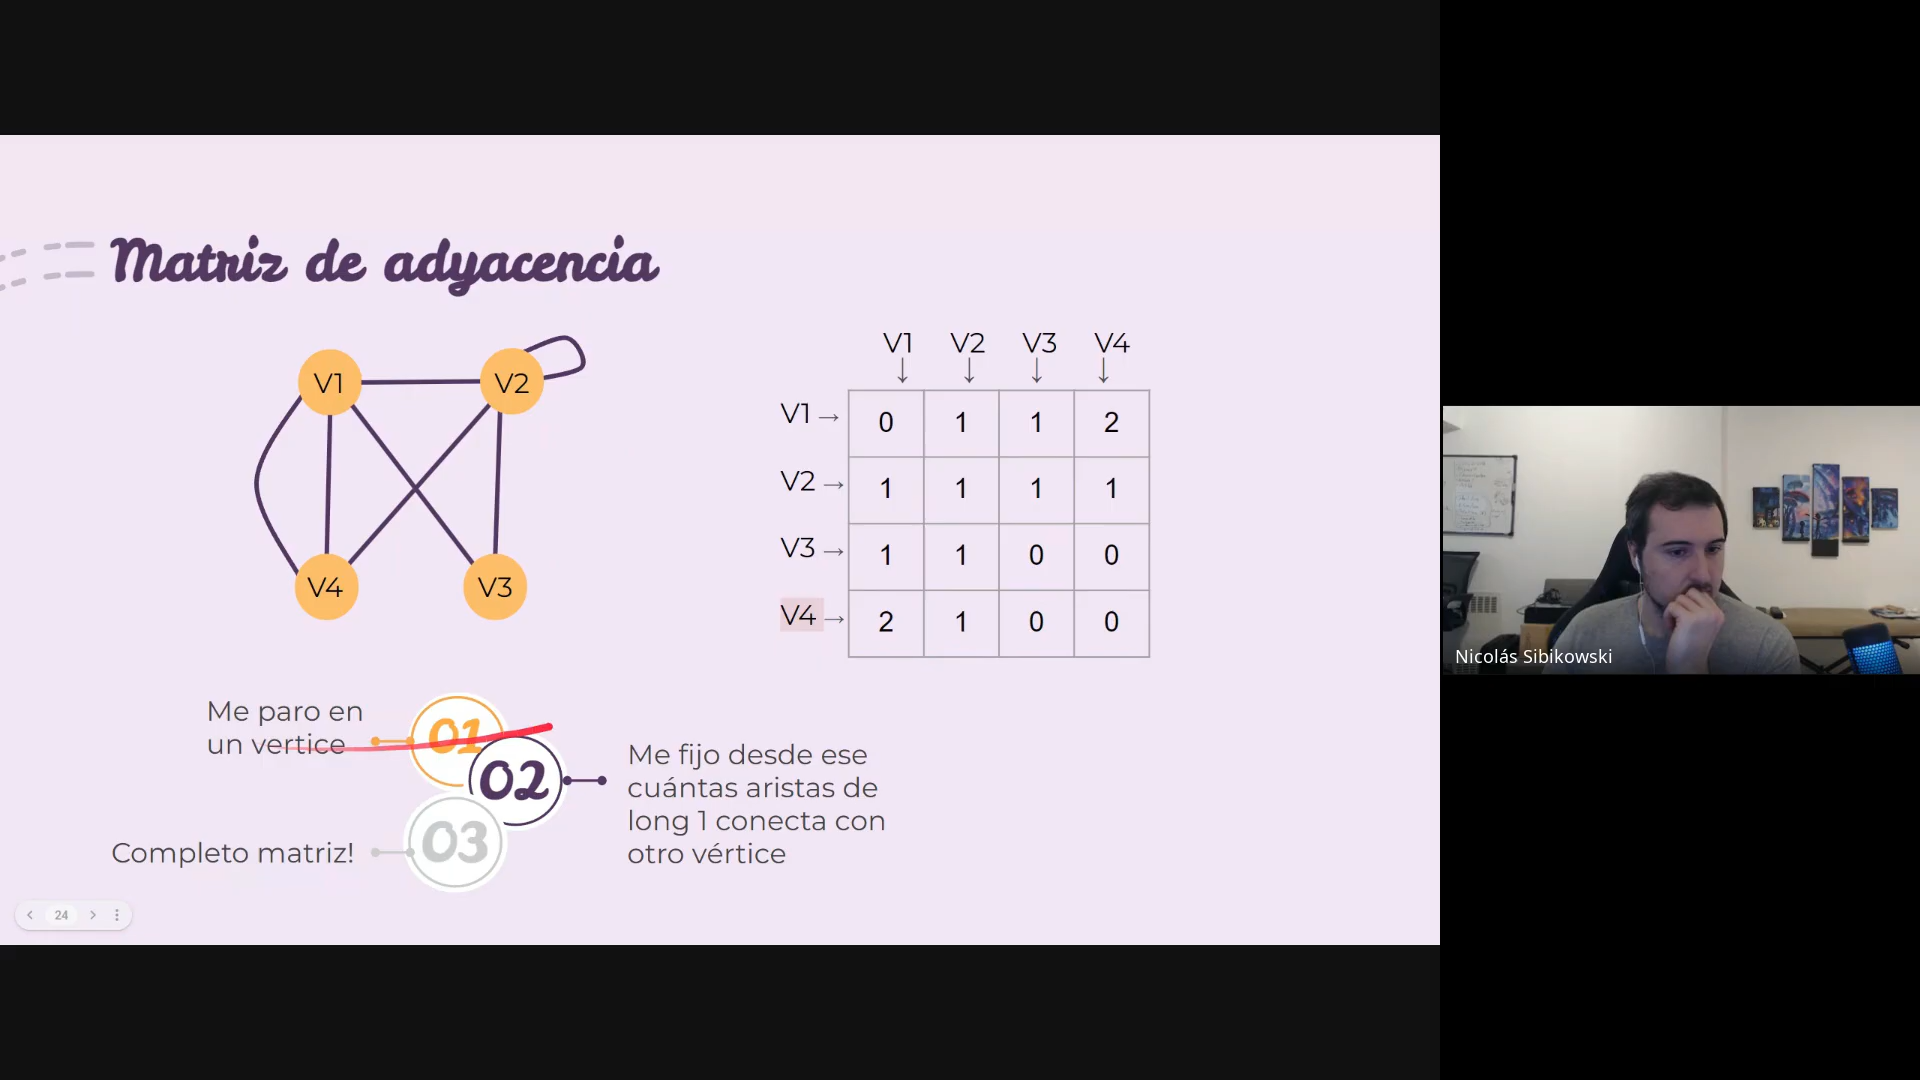 Matriz de adyacencia
V1
V2
V4
V3
V1 V2 V3 V4
↓ ↓ ↓ ↓
V1 → 0 1 1 2
V2 → 1 1 1 1
V3 → 1 1 0 0
V4 → 2 1 0 0
Me paro en
un vertice
01
02
Me fijo desde ese
cuántas aristas de
long 1 conecta con
otro vértice
03
Completo matriz!
24
Nicolás Sibikowski